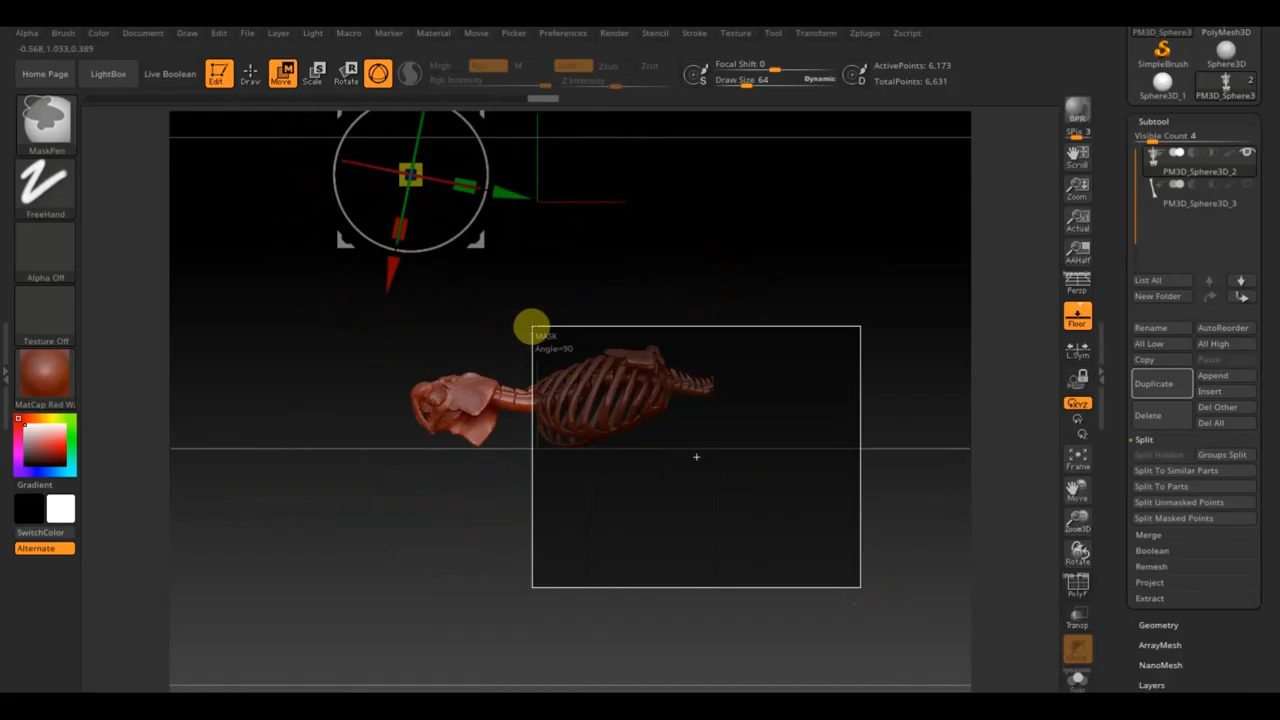 Alpha Brush Color Document Draw Edit File Layer Light Macro Marker Material Movie Picker Preferences Render Stencil Stroke Texture Tool Transform Zplugin Zscript
-0.568,1.033,0.389
Home Page
LightBox
Live Boolean
Edit
Draw
Move
Scale
Rotate
Mrgb
Rgb
M
Rgb Intensity
Zadd
Zsub
Zcut
Z Intensity
S
Focal Shift 0
Draw Size 64
Dynamic
D
ActivePoints: 6,173
TotalPoints: 6,631
MaskPen
FreeHand
Alpha Off
Texture Off
MatCap Red Wa
Gradient
SwitchColor
Alternate
MASK
Angle=90
BPR
SPix 3
Scroll
Zoom
Actual
AAHalf
Dynamic
Persp
Floor
L.Sym
XYZ
Y
Z
Frame
Move
Zoom3D
Rotate
PolyF
Transp
Ghost
Dynamic
Solo
PM3D_Sphere3
PolyMesh3D
SimpleBrush
Sphere3D
Sphere3D_1
2
PM3D_Sphere3
Subtool
Visible Count 4
PM3D_Sphere3D_2
PM3D_Sphere3D_3
List All
New Folder
Rename
AutoReorder
All Low
All High
Copy
Paste
Duplicate
Append
Insert
Delete
Del Other
Del All
Split
Split Hidden
Groups Split
Split To Similar Parts
Split To Parts
Split Unmasked Points
Split Masked Points
Merge
Boolean
Remesh
Project
Extract
Geometry
ArrayMesh
NanoMesh
Layers